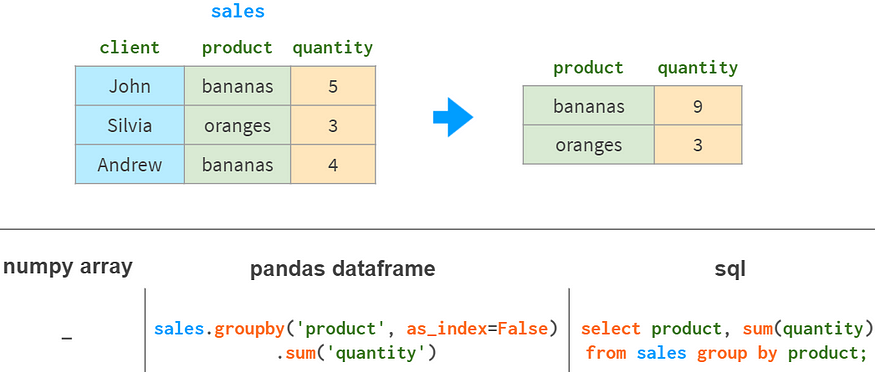 sales
client product quantity
John bananas 5
Silvia oranges 3
Andrew bananas 4
product quantity
bananas 9
oranges 3
numpy array pandas dataframe sql
– sales.groupby('product', as_index=False)
.sum('quantity')
select product, sum(quantity)
from sales group by product;